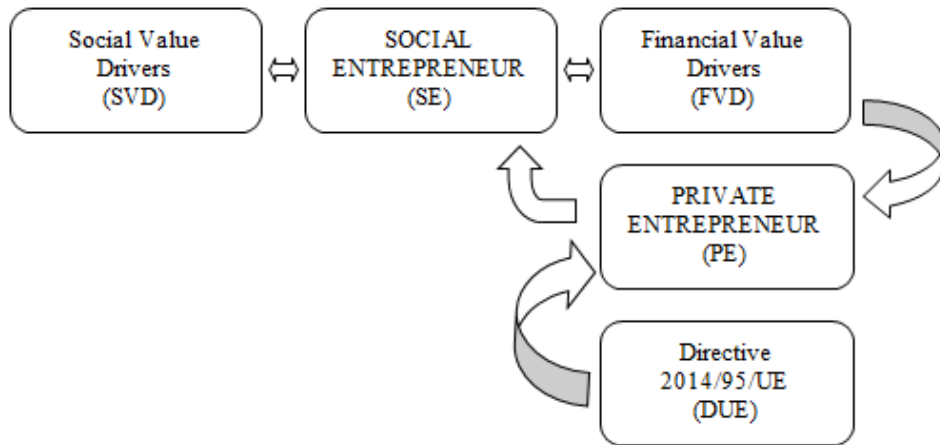 Social Value
Drivers
(SVD)
SOCIAL
ENTREPRENEUR
(SE)
Financial Value
Drivers
(FVD)
PRIVATE
ENTREPRENEUR
(PE)
Directive
2014/95/UE
(DUE)